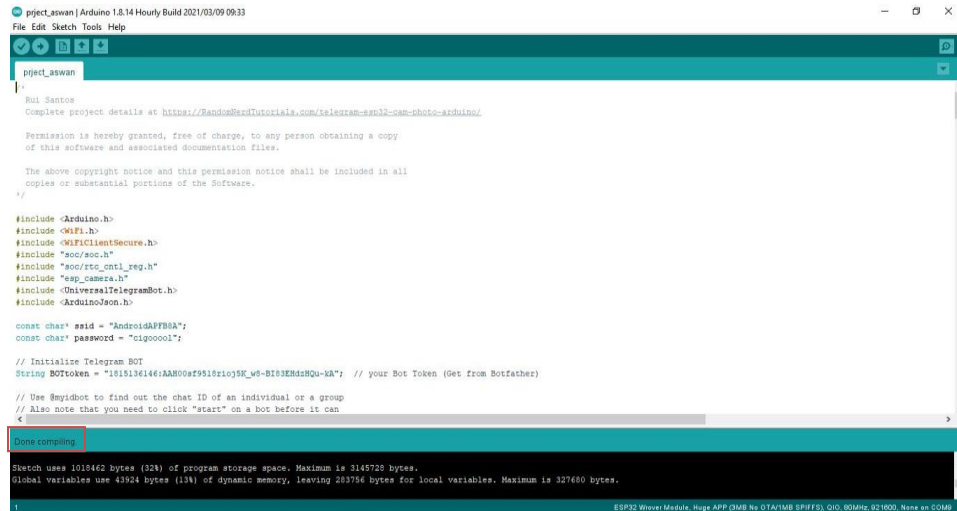 prject_aswan | Arduino 1.8.14 Hourly Build 2021/03/09 09:33
File Edit Sketch Tools Help
prject_aswan
/*
Rui Santos
Complete project details at https://RandomNerdTutorials.com/telegram-esp32-cam-photo-arduino/
Permission is hereby granted, free of charge, to any person obtaining a copy
of this software and associated documentation files.
The above copyright notice and this permission notice shall be included in all
copies or substantial portions of the Software.
*/
#include <Arduino.h>
#include <WiFi.h>
#include <WiFiClientSecure.h>
#include "soc/soc.h"
#include "soc/rtc_cntl_reg.h"
#include "esp_camera.h"
#include <UniversalTelegramBot.h>
#include <ArduinoJson.h>
const char* ssid = "AndroidAPFB8A";
const char* password = "cigooool";
// Initialize Telegram BOT
String BOTtoken = "1815136146:AAH00sf95i8rioj5K_w8-BI83EHdzHQu-kA"; // your Bot Token (Get from Botfather)
// Use @myidbot to find out the chat ID of an individual or a group
// Also note that you need to click "start" on a bot before it can
Done compiling.
Sketch uses 1018462 bytes (32%) of program storage space. Maximum is 3145728 bytes.
Global variables use 43924 bytes (13%) of dynamic memory, leaving 283756 bytes for local variables. Maximum is 327680 bytes.
1 ESP32 Wrover Module, Huge APP (3MB No OTA/1MB SPIFFS), QIO, 80MHz, 921600, None on COM9